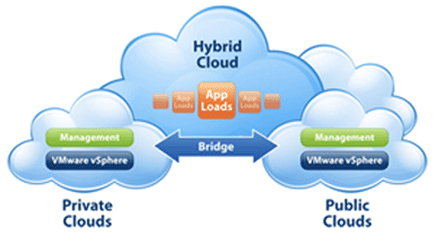 Hybrid
Cloud
App
Loads
App
Loads
App
Loads
Management
VMware vSphere
Bridge
Management
VMware vSphere
Private
Clouds
Public
Clouds